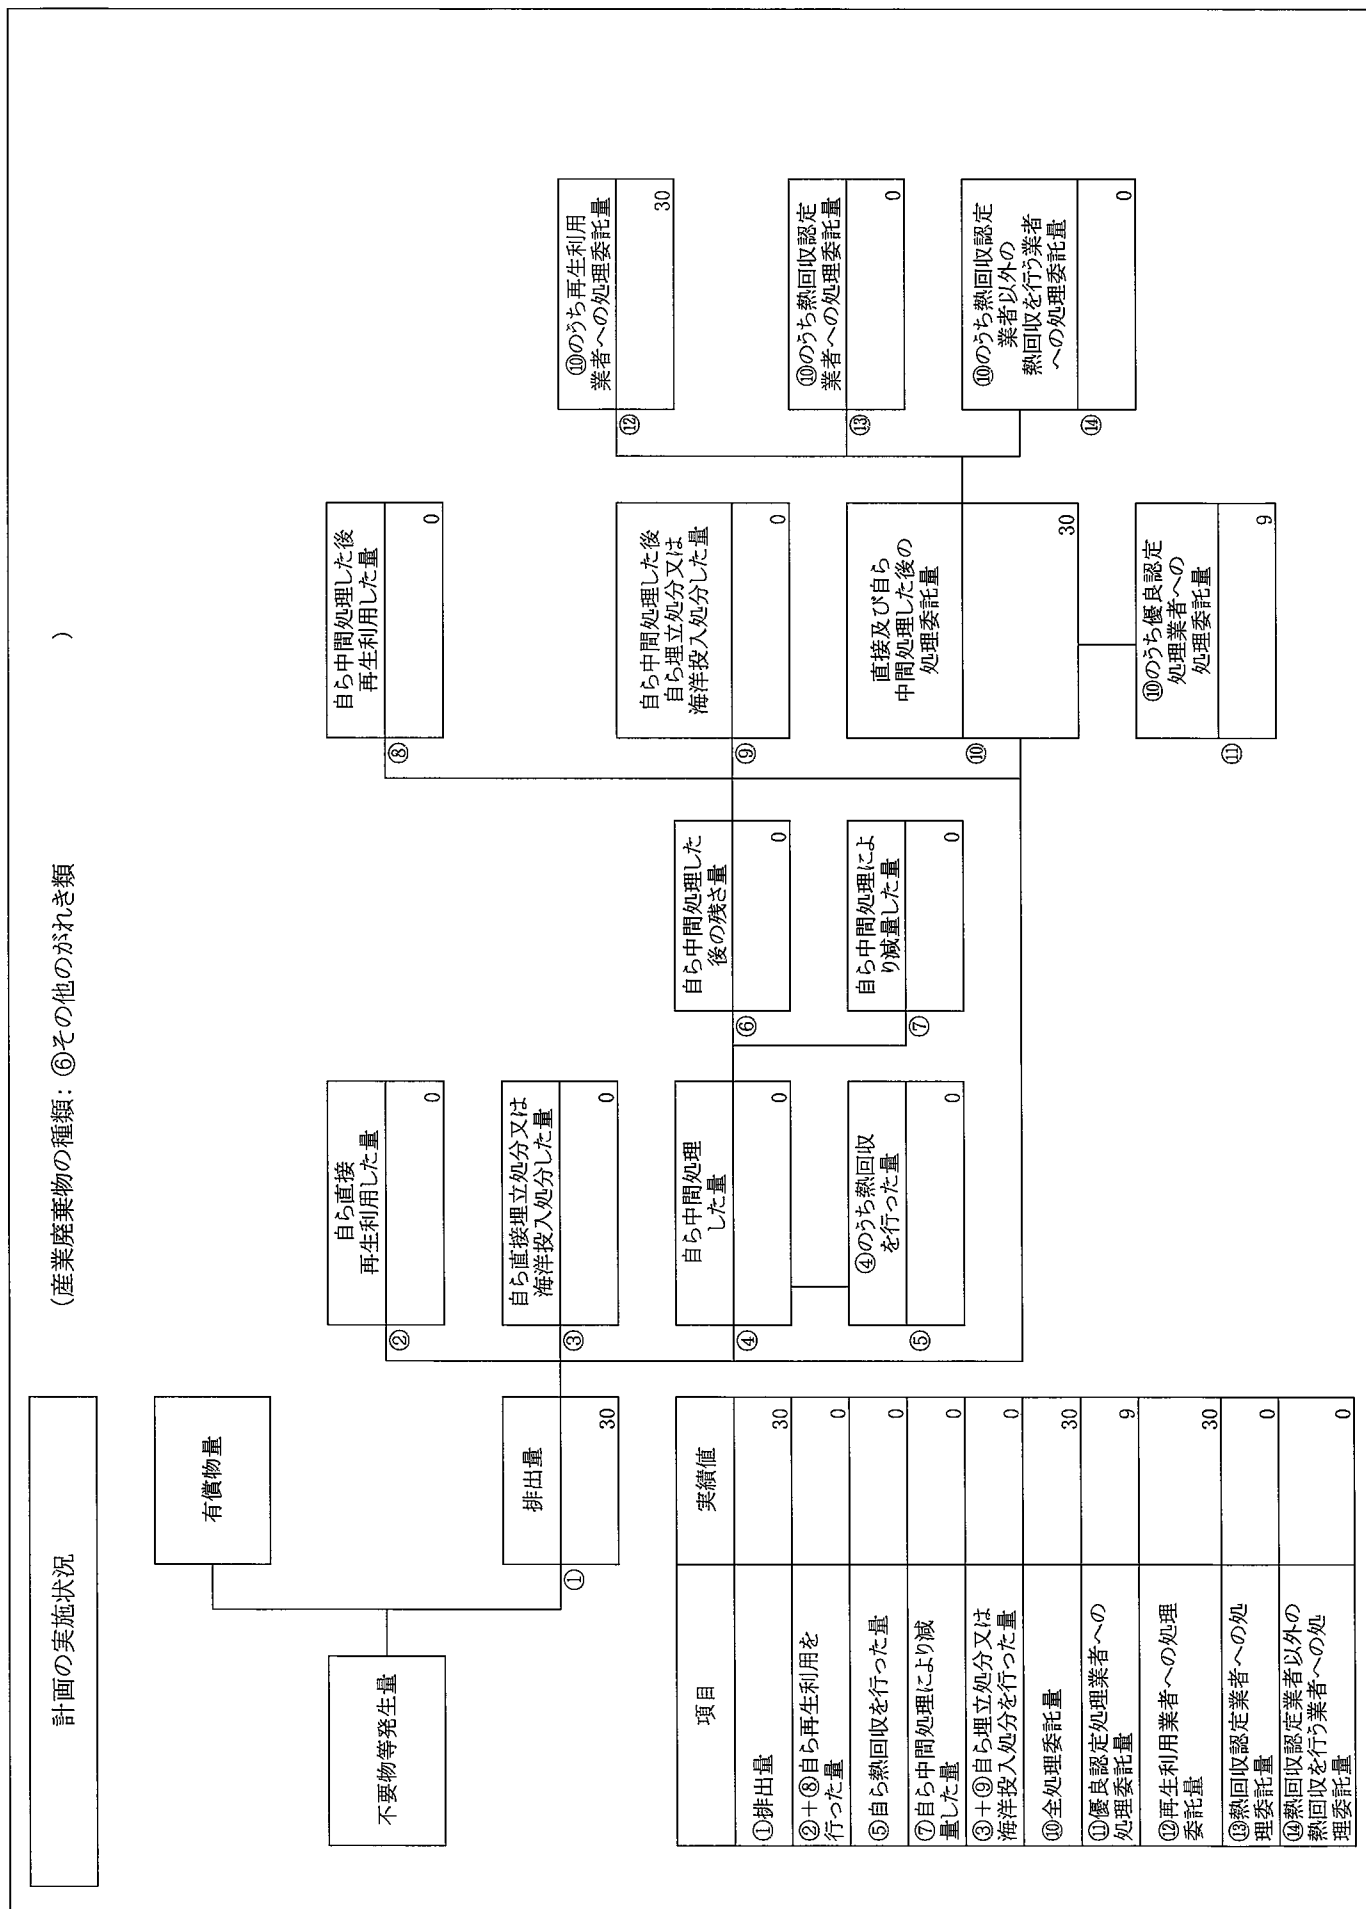 計画の実施状況
(産業廃棄物の種類: ⑥その他のがれき類
)
不要物等発生量
有償物量
①
排出量
30
②
自ら直接
再生利用した量
0
③
自ら直接埋立処分又は
海洋投入処分した量
0
④
自ら中間処理
した量
0
⑤
④のうち熱回収
を行った量
0
⑥
自ら中間処理した
後の残さ量
0
⑦
自ら中間処理によ
り減量した量
0
⑧
自ら中間処理した後
再生利用した量
0
⑨
自ら中間処理した後
自ら埋立処分又は
海洋投入処分した量
0
⑩
直接及び自ら
中間処理した後の
処理委託量
30
⑪
⑩のうち優良認定
処理業者への
処理委託量
9
⑫
⑩のうち再生利用
業者への処理委託量
30
⑬
⑩のうち熱回収認定
業者への処理委託量
0
⑭
⑩のうち熱回収認定
業者以外の
熱回収を行う業者
への処理委託量
0
項目 実績値
①排出量 30
②+⑧自ら再生利用を
行った量 0
⑤自ら熱回収を行った量 0
⑦自ら中間処理により減
量した量 0
③+⑨自ら埋立処分又は
海洋投入処分を行った量 0
⑩全処理委託量 30
⑪優良認定処理業者への
処理委託量 9
⑫再生利用業者への処理
委託量 30
⑬熱回収認定業者への処
理委託量 0
⑭熱回収認定業者以外の
熱回収を行う業者への処
理委託量 0